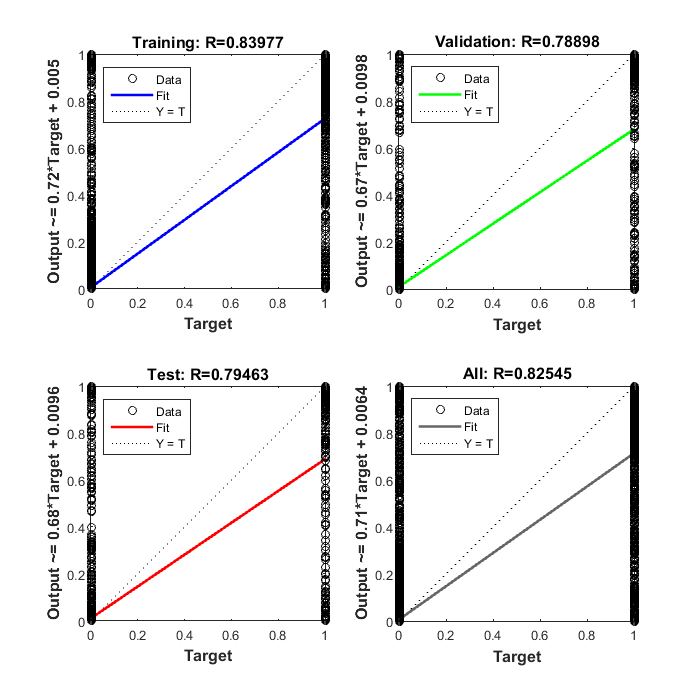 Training: R=0.83977
Output ~= 0.72*Target + 0.005
1
0.8
0.6
0.4
0.2
0
Data
Fit
Y = T
0 0.2 0.4 0.6 0.8 1
Target
Validation: R=0.78898
Output ~= 0.67*Target + 0.0098
1
0.8
0.6
0.4
0.2
0
Data
Fit
Y = T
0 0.2 0.4 0.6 0.8 1
Target
Test: R=0.79463
Output ~= 0.68*Target + 0.0096
1
0.8
0.6
0.4
0.2
0
Data
Fit
Y = T
0 0.2 0.4 0.6 0.8 1
Target
All: R=0.82545
Output ~= 0.71*Target + 0.0064
1
0.8
0.6
0.4
0.2
0
Data
Fit
Y = T
0 0.2 0.4 0.6 0.8 1
Target